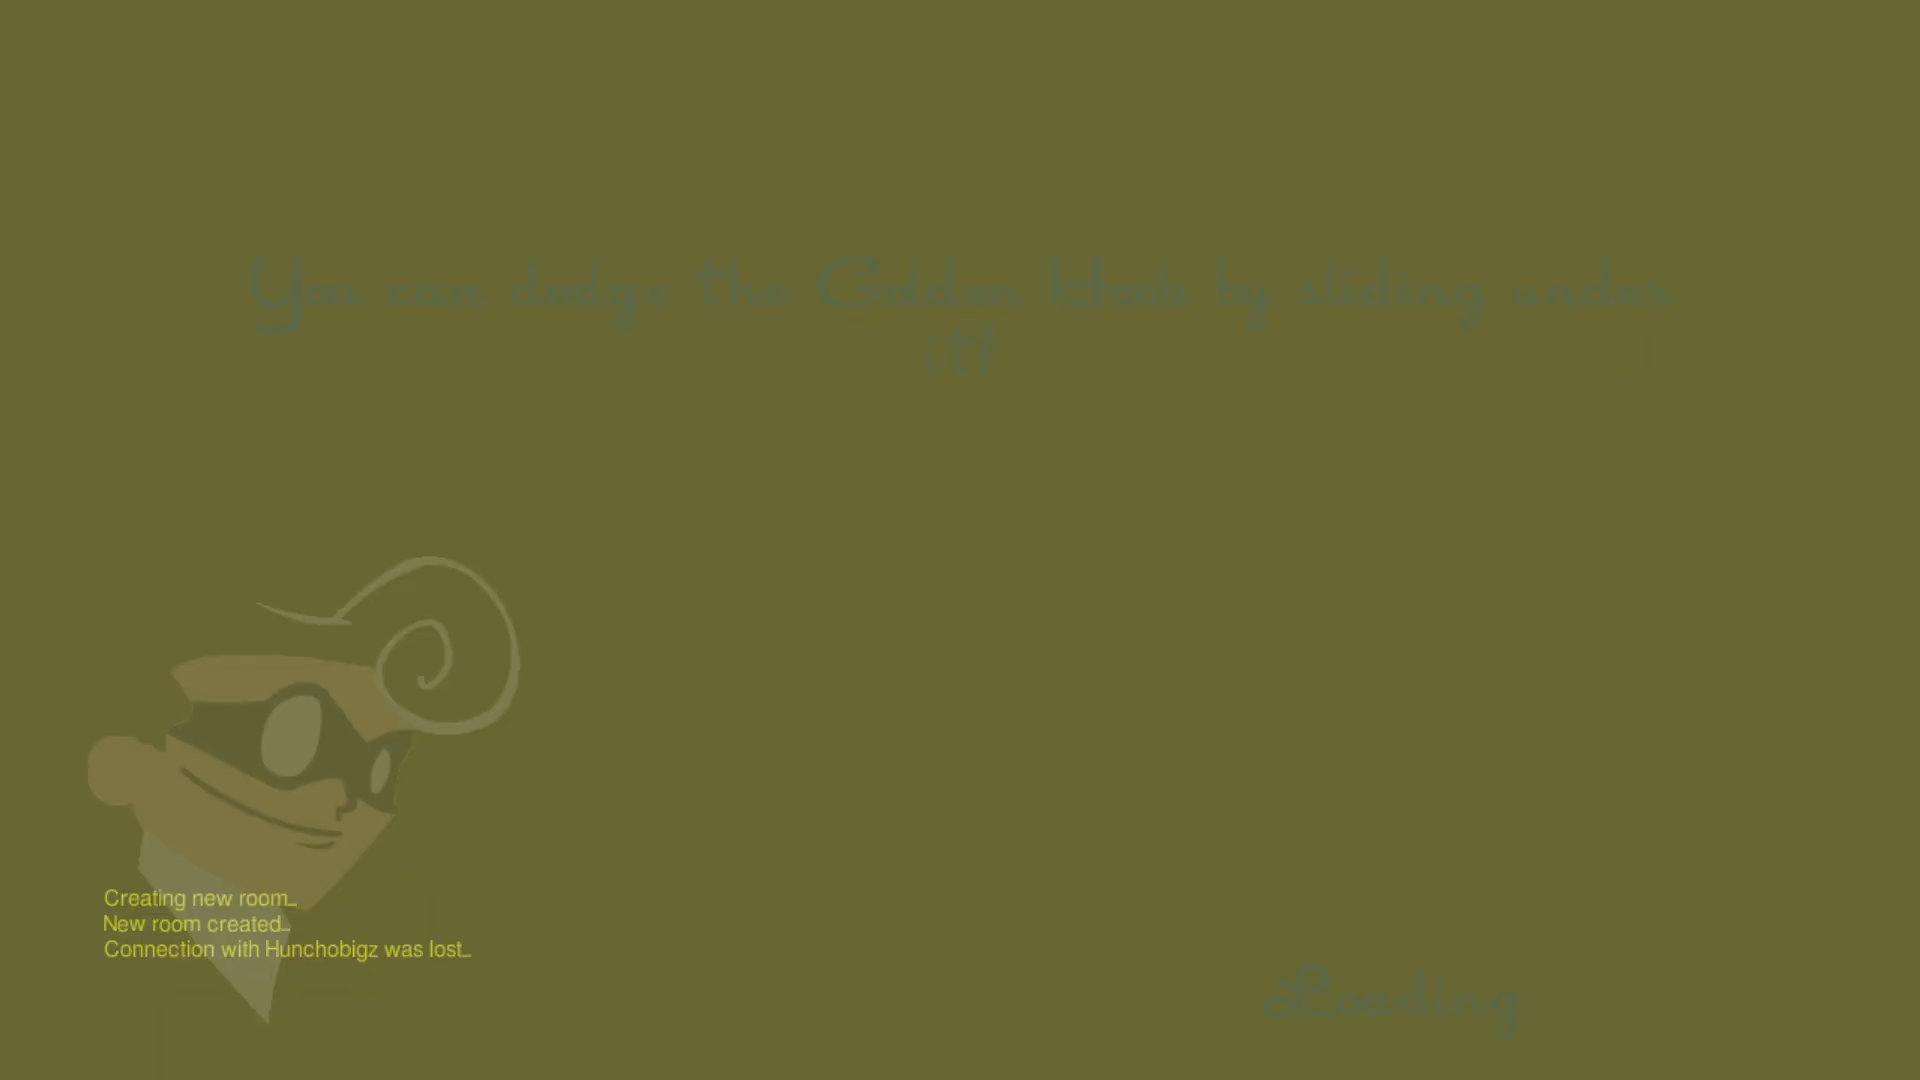 You can dodge the Golden Hook by sliding under
it!
Creating new room...
New room created...
Connection with Hunchobigz was lost...
Loading